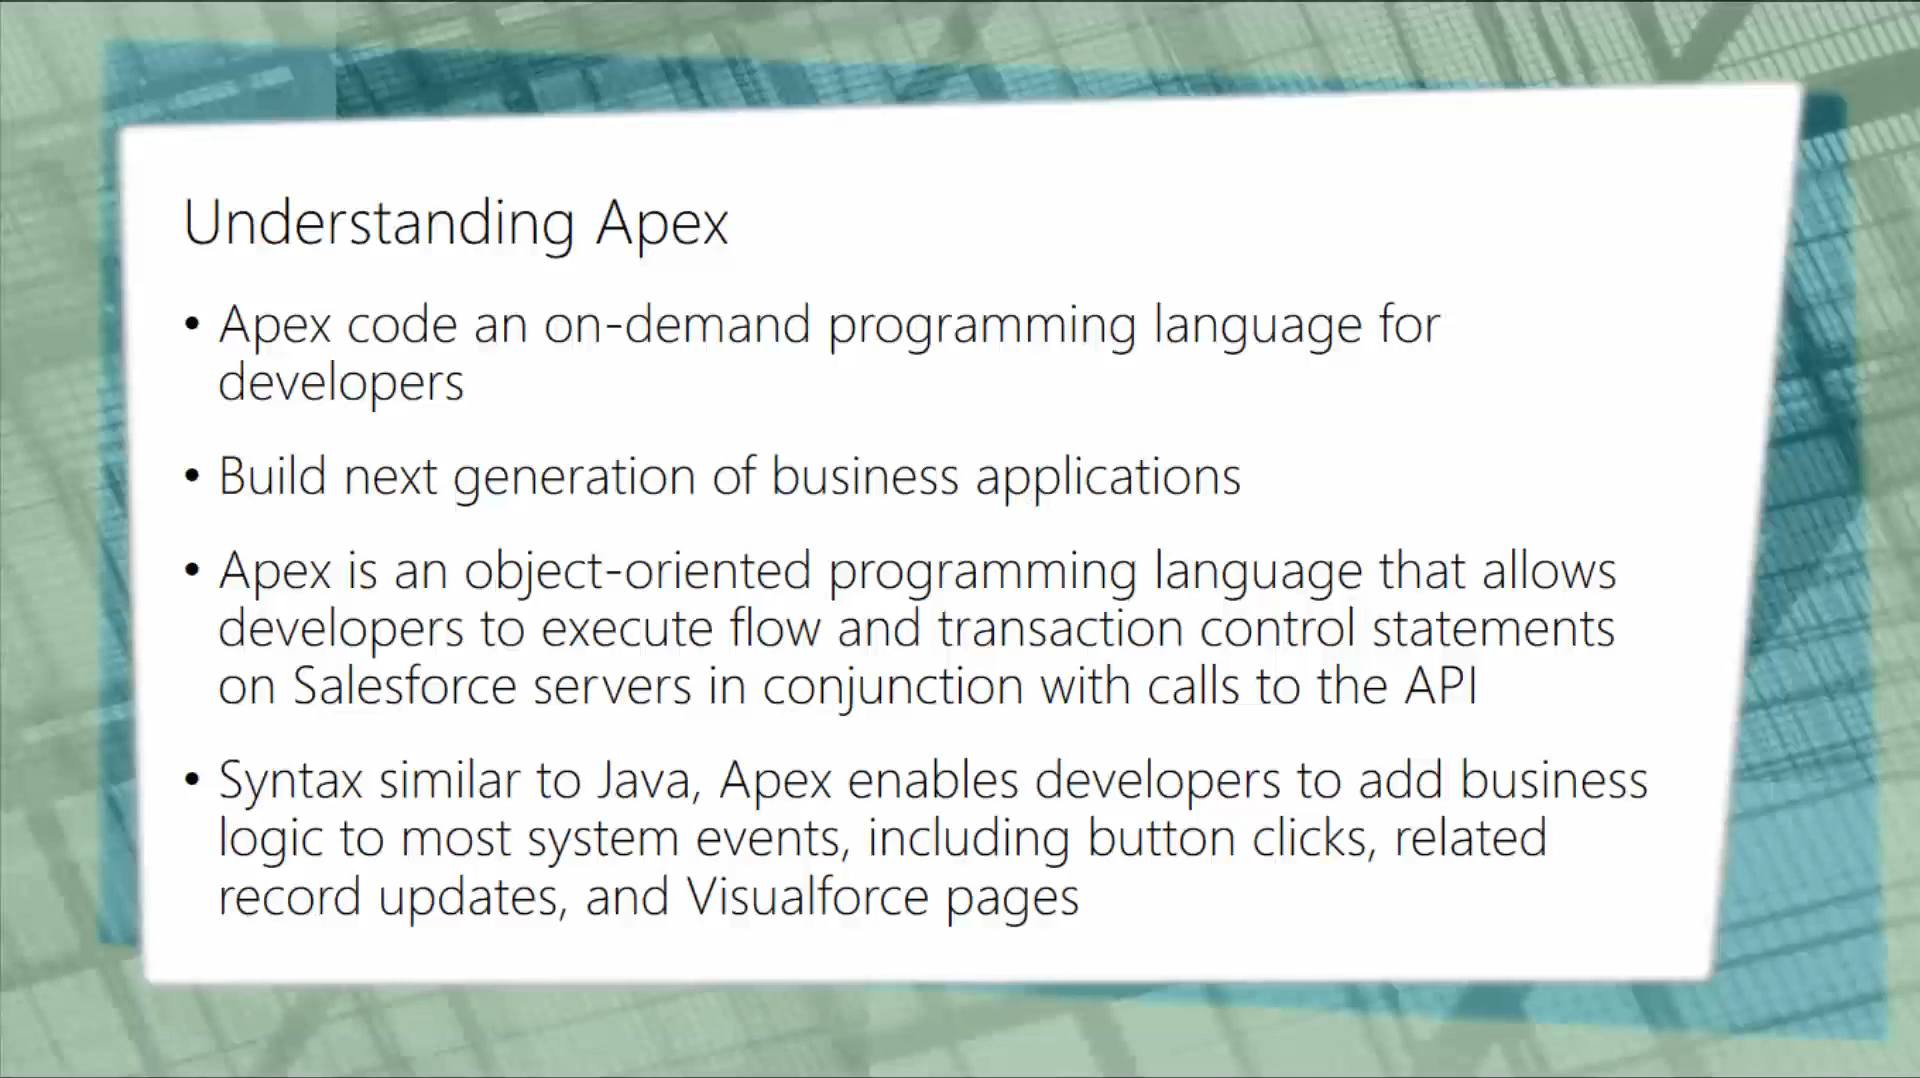 Understanding Apex
• Apex code an on-demand programming language for
developers
• Build next generation of business applications
• Apex is an object-oriented programming language that allows
developers to execute flow and transaction control statements
on Salesforce servers in conjunction with calls to the API
• Syntax similar to Java, Apex enables developers to add business
logic to most system events, including button clicks, related
record updates, and Visualforce pages